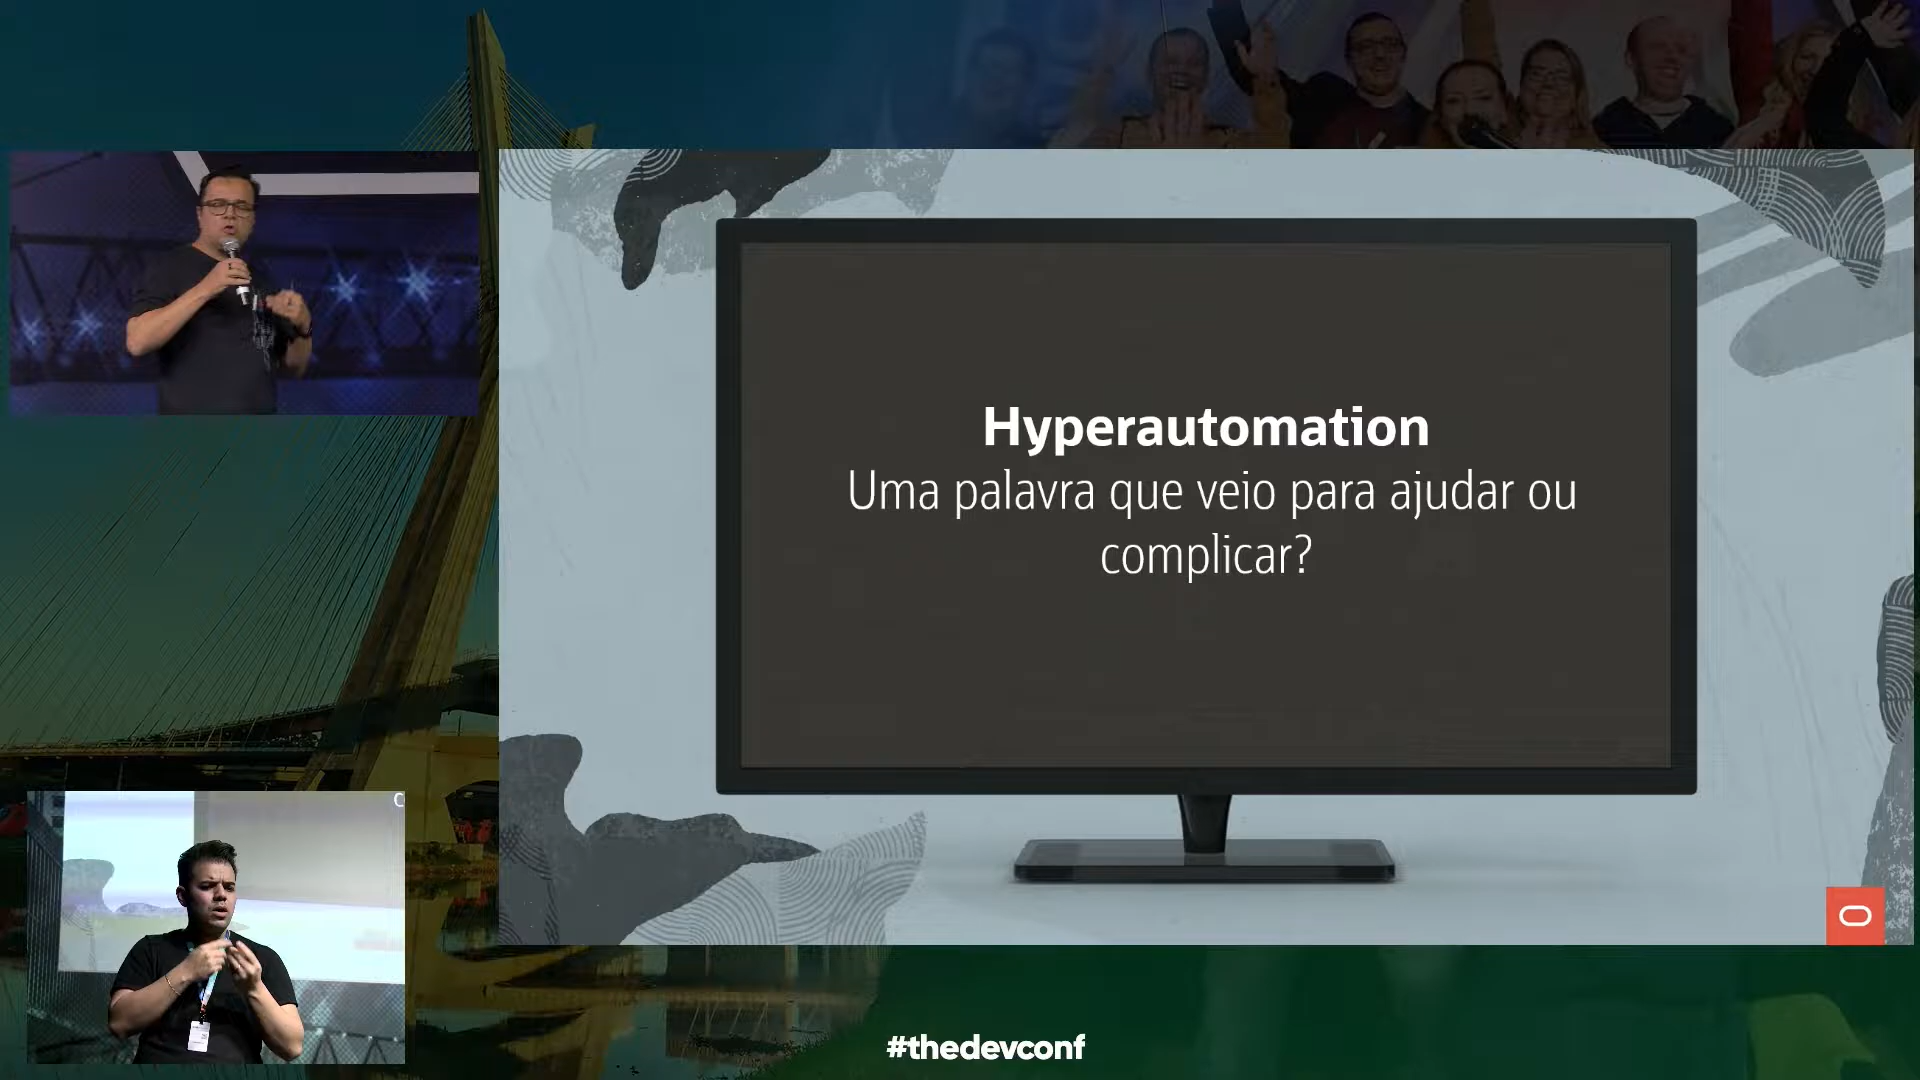 Hyperautomation
Uma palavra que veio para ajudar ou
complicar?
#thedevconf